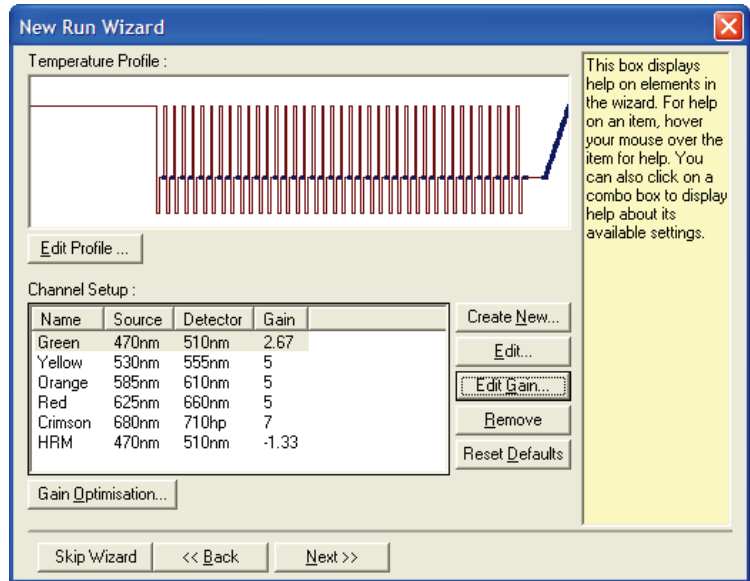 New Run Wizard
Temperature Profile :
Edit Profile ...
Channel Setup :
Name Source Detector Gain
Green 470nm 510nm 2.67
Yellow 530nm 555nm 5
Orange 585nm 610nm 5
Red 625nm 660nm 5
Crimson 680nm 710hp 7
HRM 470nm 510nm -1.33
Create New...
Edit...
Edit Gain...
Remove
Reset Defaults
Gain Optimisation...
Skip Wizard
<< Back
Next >>
This box displays
help on elements in
the wizard. For help
on an item, hover
your mouse over the
item for help. You
can also click on a
combo box to display
help about its
available settings.